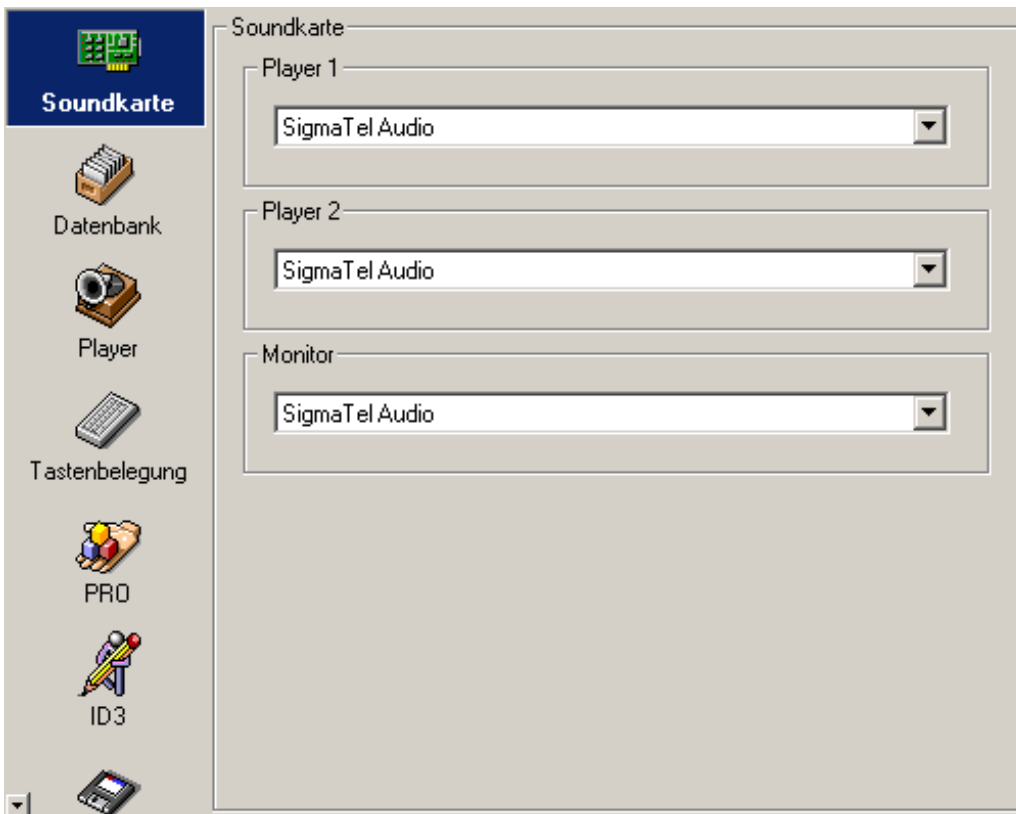 Soundkarte
Datenbank
Player
Tastenbelegung
PRO
ID3
Soundkarte
Player 1
SigmaTel Audio
Player 2
SigmaTel Audio
Monitor
SigmaTel Audio